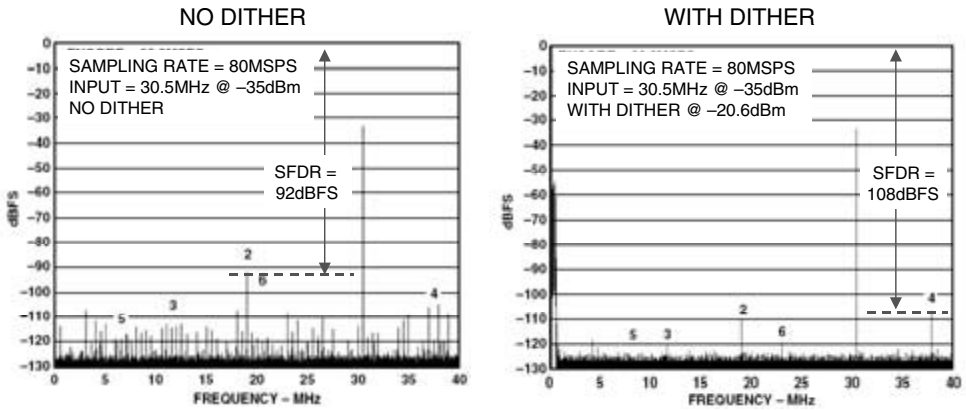 NO DITHER
0
-10
-20
-30
-40
-50
-60
-70
-80
-90
-100
-110
-120
-130
dBFS
SAMPLING RATE = 80MSPS
INPUT = 30.5MHz @ –35dBm
NO DITHER
SFDR =
92dBFS
2
6
3
5
4
0 5 10 15 20 25 30 35 40
FREQUENCY – MHz
WITH DITHER
0
-10
-20
-30
-40
-50
-60
-70
-80
-90
-100
-110
-120
-130
dBFS
SAMPLING RATE = 80MSPS
INPUT = 30.5MHz @ –35dBm
WITH DITHER @ –20.6dBm
SFDR =
108dBFS
4
2
5 3 6
0 5 10 15 20 25 30 35 40
FREQUENCY – MHz